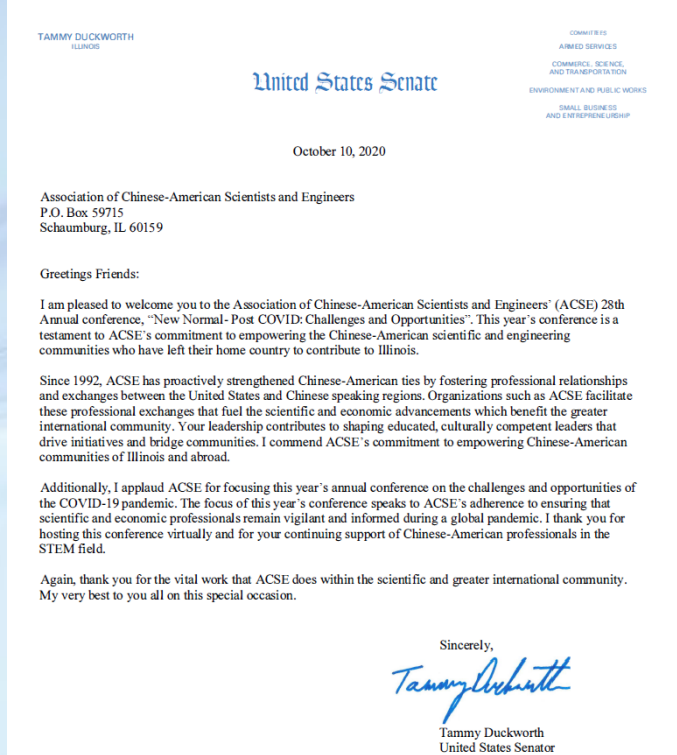 TAMMY DUCKWORTH
ILLINOIS
COMMITTEES
ARMED SERVICES
COMMERCE, SCIENCE,
AND TRANSPORTATION
ENVIRONMENT AND PUBLIC WORKS
SMALL BUSINESS
AND ENTREPRENEURSHIP
United States Senate
October 10, 2020
Association of Chinese-American Scientists and Engineers
P.O. Box 59715
Schaumburg, IL 60159
Greetings Friends:
I am pleased to welcome you to the Association of Chinese-American Scientists and Engineers’ (ACSE) 28th
Annual conference, “New Normal- Post COVID: Challenges and Opportunities”. This year’s conference is a
testament to ACSE’s commitment to empowering the Chinese-American scientific and engineering
communities who have left their home country to contribute to Illinois.
Since 1992, ACSE has proactively strengthened Chinese-American ties by fostering professional relationships
and exchanges between the United States and Chinese speaking regions. Organizations such as ACSE facilitate
these professional exchanges that fuel the scientific and economic advancements which benefit the greater
international community. Your leadership contributes to shaping educated, culturally competent leaders that
drive initiatives and bridge communities. I commend ACSE’s commitment to empowering Chinese-American
communities of Illinois and abroad.
Additionally, I applaud ACSE for focusing this year’s annual conference on the challenges and opportunities of
the COVID-19 pandemic. The focus of this year’s conference speaks to ACSE’s adherence to ensuring that
scientific and economic professionals remain vigilant and informed during a global pandemic. I thank you for
hosting this conference virtually and for your continuing support of Chinese-American professionals in the
STEM field.
Again, thank you for the vital work that ACSE does within the scientific and greater international community.
My very best to you all on this special occasion.
Sincerely,
Tammy Duckworth
Tammy Duckworth
United States Senator